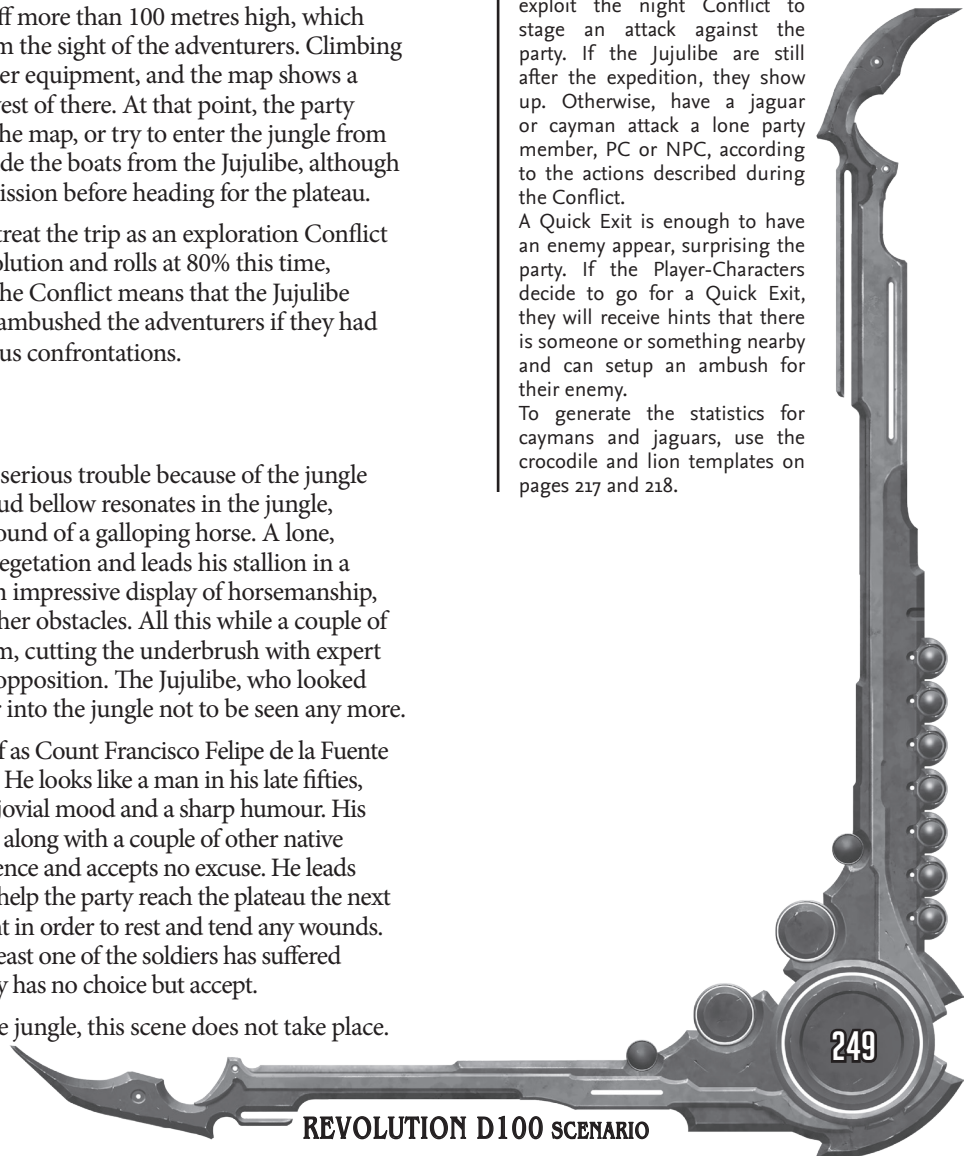 ff more than 100 metres high, which
m the sight of the adventurers. Climbing
er equipment, and the map shows a
vest of there. At that point, the party
he map, or try to enter the jungle from
de the boats from the Jujulibe, although
ission before heading for the plateau.
treat the trip as an exploration Conflict
olution and rolls at 80% this time,
he Conflict means that the Jujulibe
ambushed the adventurers if they had
us confrontations.
serious trouble because of the jungle
ud bellow resonates in the jungle,
ound of a galloping horse. A lone,
egetation and leads his stallion in a
n impressive display of horsemanship,
her obstacles. All this while a couple of
m, cutting the underbrush with expert
opposition. The Jujulibe, who looked
r into the jungle not to be seen any more.
f as Count Francisco Felipe de la Fuente
He looks like a man in his late fifties,
jovial mood and a sharp humour. His
along with a couple of other native
ence and accepts no excuse. He leads
help the party reach the plateau the next
t in order to rest and tend any wounds.
east one of the soldiers has suffered
y has no choice but accept.
e jungle, this scene does not take place.
exploit the night Conflict to
stage an attack against the
party. If the Jujulibe are still
after the expedition, they show
up. Otherwise, have a jaguar
or cayman attack a lone party
member, PC or NPC, according
to the actions described during
the Conflict.
A Quick Exit is enough to have
an enemy appear, surprising the
party. If the Player-Characters
decide to go for a Quick Exit,
they will receive hints that there
is someone or something nearby
and can setup an ambush for
their enemy.
To generate the statistics for
caymans and jaguars, use the
crocodile and lion templates on
pages 217 and 218.
249
REVOLUTION D100 SCENARIO